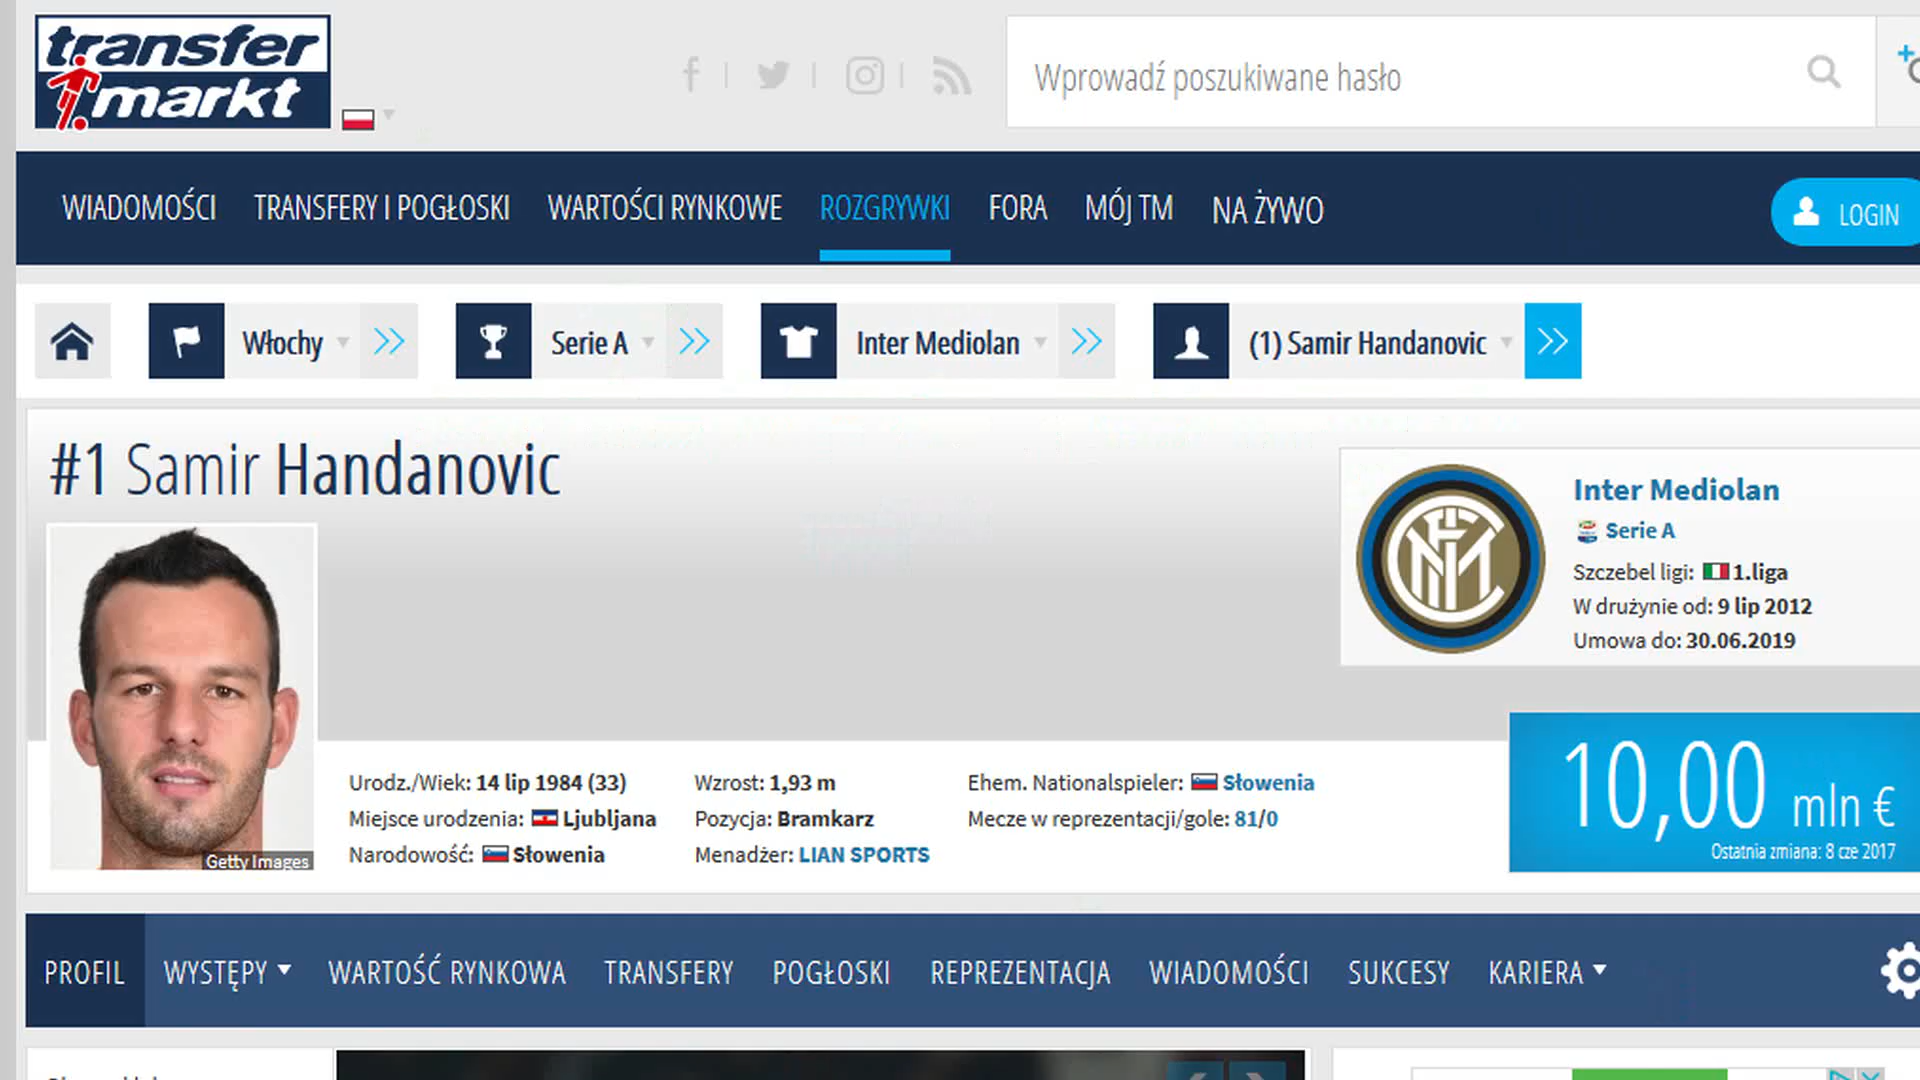 transfer
markt
Wprowadź poszukiwane hasło
WIADOMOŚCI TRANSFERY I POGŁOSKI WARTOŚCI RYNKOWE ROZGRYWKI FORA MÓJ TM NA ŻYWO LOGIN
Włochy Serie A Inter Mediolan (1) Samir Handanovic
#1 Samir Handanovic
Inter Mediolan
Serie A
Szczebel ligi: 1.liga
W drużynie od: 9 lip 2012
Umowa do: 30.06.2019
Getty Images
Urodz./Wiek: 14 lip 1984 (33)
Miejsce urodzenia: Ljubljana
Narodowość: Słowenia
Wzrost: 1,93 m
Pozycja: Bramkarz
Menadżer: LIAN SPORTS
Ehem. Nationalspieler: Słowenia
Mecze w reprezentacji/gole: 81/0
10,00 mln €
Ostatnia zmiana: 8 cze 2017
PROFIL WYSTĘPY WARTOŚĆ RYNKOWA TRANSFERY POGŁOSKI REPREZENTACJA WIADOMOŚCI SUKCESY KARIERA